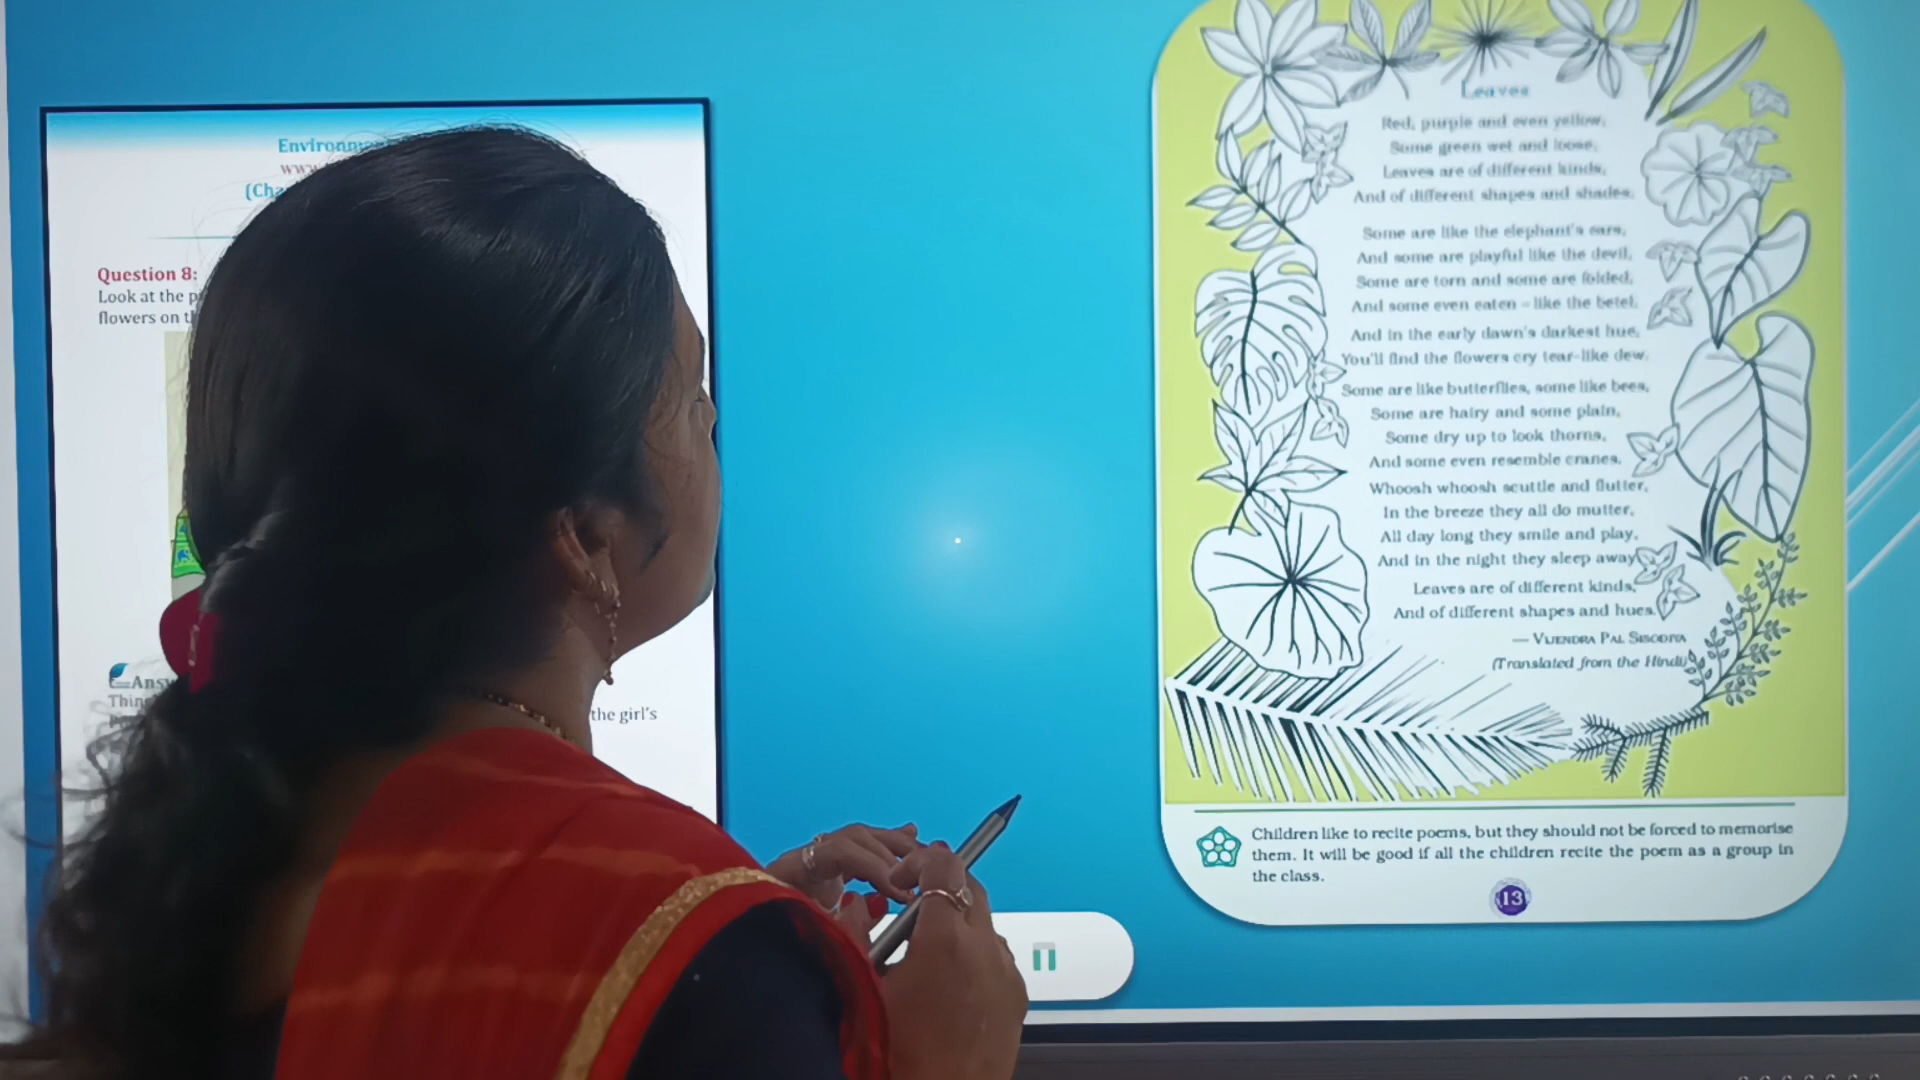 Environm
www
(Cha
Question 8:
Look at the p
flowers on t
Answ
Thin
the girl's
Leaves
Red, purple and even yellow,
Some green wet and loose,
Leaves are of different kinds,
And of different shapes and shades.
Some are like the elephant's ears,
And some are playful like the devil,
Some are torn and some are folded,
And some even eaten – like the betel,
And in the early dawn's darkest hue,
You'll find the flowers cry tear-like dew.
Some are like butterflies, some like bees,
Some are hairy and some plain,
Some dry up to look thorns,
And some even resemble cranes.
Whoosh whoosh scuttle and flutter,
In the breeze they all do mutter,
All day long they smile and play,
And in the night they sleep away
Leaves are of different kinds,
And of different shapes and hues
— VIJENDRA PAL SISODIA
(Translated from the Hindi)
Children like to recite poems, but they should not be forced to memorise
them. It will be good if all the children recite the poem as a group in
the class.
13